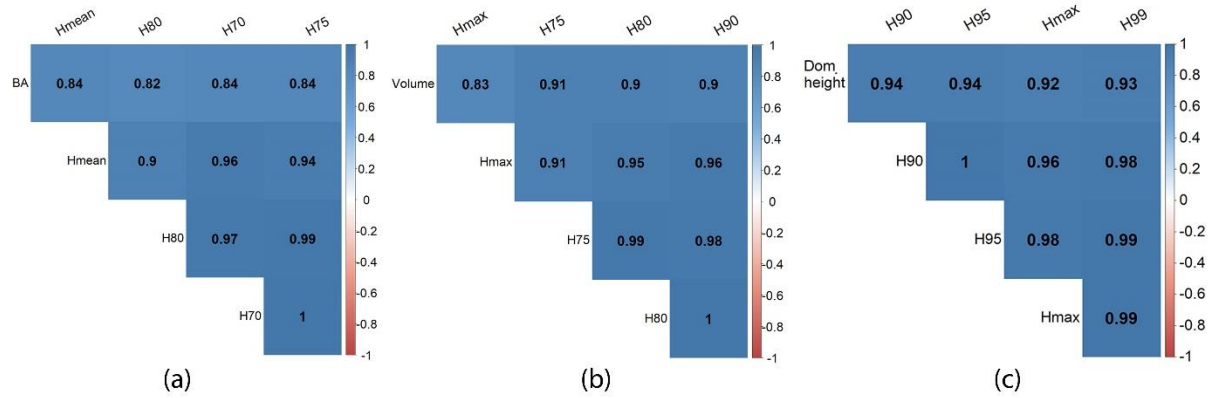 Hmean H80 H70 H75
BA 0.84 0.82 0.84 0.84
Hmean 0.9 0.96 0.94
H80 0.97 0.99
H70 1
1
0.8
0.6
0.4
0.2
0
-0.2
-0.4
-0.6
-0.8
-1
(a)
Hmax H75 H80 H90
Volume 0.83 0.91 0.9 0.9
Hmax 0.91 0.95 0.96
H75 0.99 0.98
H80 1
1
0.8
0.6
0.4
0.2
0
-0.2
-0.4
-0.6
-0.8
-1
(b)
H90 H95 Hmax H99
Dom_
height 0.94 0.94 0.92 0.93
H90 1 0.96 0.98
H95 0.98 0.99
Hmax 0.99
1
0.8
0.6
0.4
0.2
0
-0.2
-0.4
-0.6
-0.8
-1
(c)